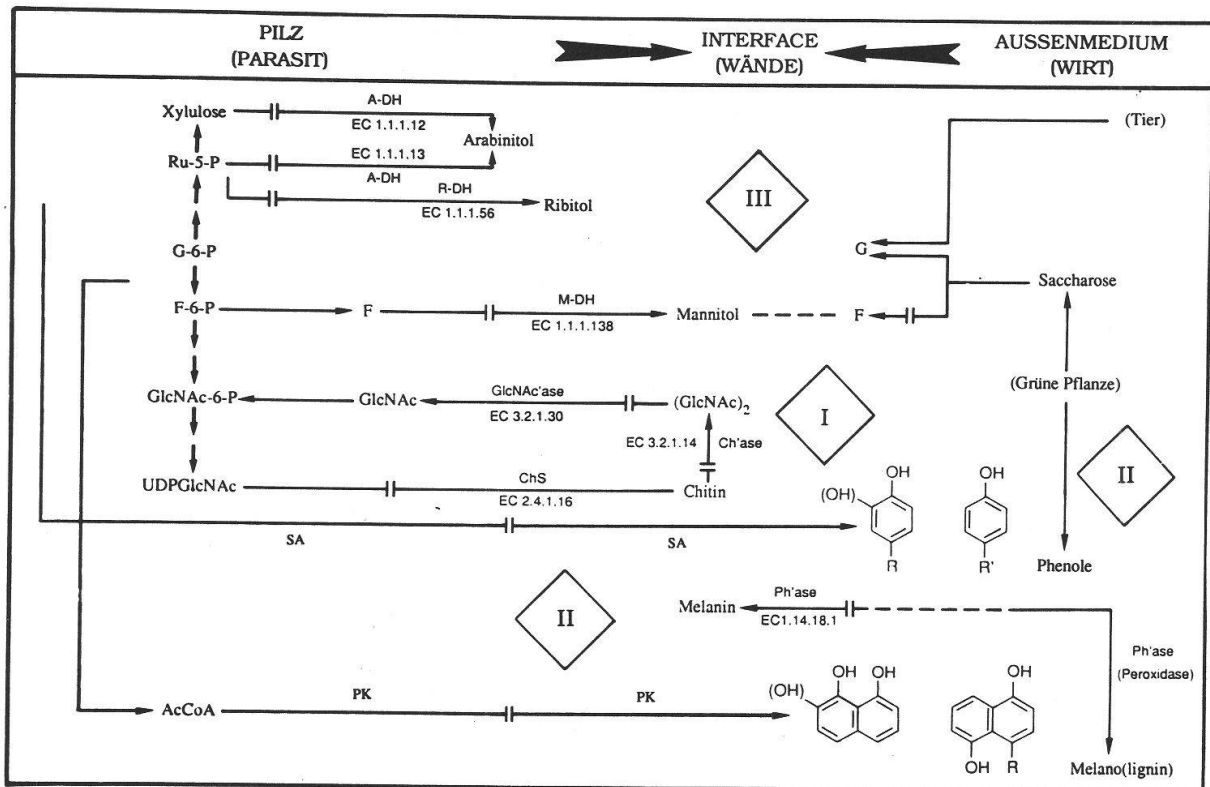 PILZ
(PARASIT)
INTERFACE
(WÄNDE)
AUSSENMEDIUM
(WIRT)
Xylulose
A-DH
EC 1.1.1.12
Arabinitol
(Tier)
Ru-5-P
EC 1.1.1.13
A-DH
R-DH
EC 1.1.1.56
Ribitol
III
G-6-P
G
Saccharose
F-6-P
F
M-DH
EC 1.1.1.138
Mannitol
F
(Grüne Pflanze)
GlcNAc-6-P
GlcNAc
GlcNAc'ase
EC 3.2.1.30
(GlcNAc)2
I
EC 3.2.1.14
Ch'ase
UDPGlcNAc
ChS
EC 2.4.1.16
Chitin
II
OH
(OH)
R
OH
R'
SA
SA
Phenole
II
Melanin
Ph'ase
EC1.14.18.1
Ph'ase
(Peroxidase)
AcCoA
PK
PK
(OH)
OH
OH
OH
OH
R
Melano(lignin)